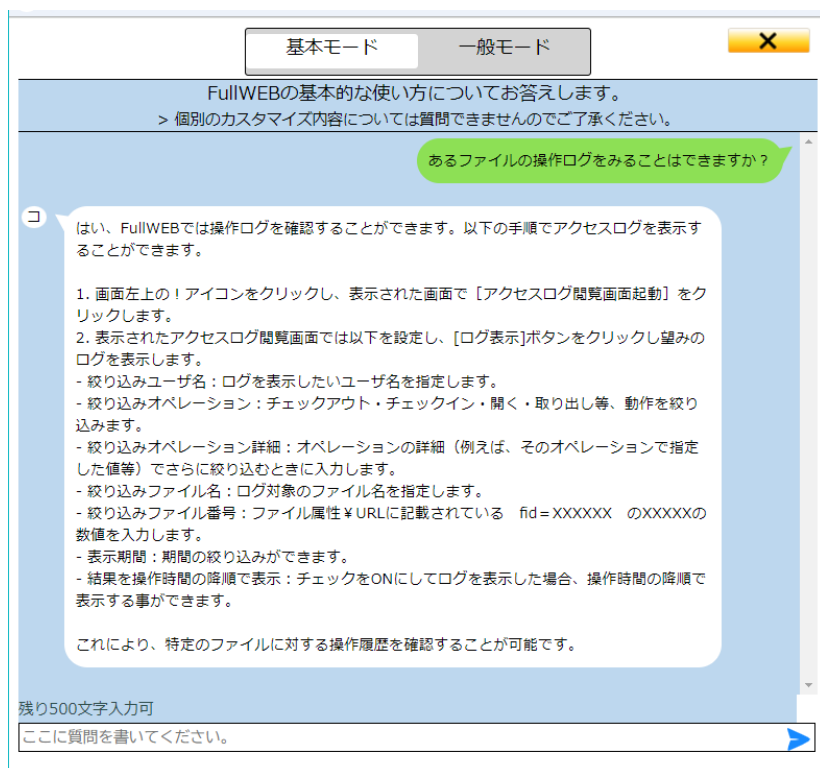 基本モード 一般モード ×
FullWEBの基本的な使い方についてお答えします。
> 個別のカスタマイズ内容については質問できませんのでご了承ください。
あるファイルの操作ログをみることはできますか？
コ
はい、FullWEBでは操作ログを確認することができます。以下の手順でアクセスログを表示す
ることができます。
1. 画面左上の！アイコンをクリックし、表示された画面で［アクセスログ閲覧画面起動］をク
リックします。
2. 表示されたアクセスログ閲覧画面では以下を設定し、[ログ表示]ボタンをクリックし望みの
ログを表示します。
- 絞り込みユーザ名：ログを表示したいユーザ名を指定します。
- 絞り込みオペレーション：チェックアウト・チェックイン・開く・取り出し等、動作を絞り
込みます。
- 絞り込みオペレーション詳細：オペレーションの詳細（例えば、そのオペレーションで指定
した値等）でさらに絞り込むときに入力します。
- 絞り込みファイル名：ログ対象のファイル名を指定します。
- 絞り込みファイル番号：ファイル属性￥URLに記載されている　fid＝XXXXXX　のXXXXXの
数値を入力します。
- 表示期間：期間の絞り込みができます。
- 結果を操作時間の降順で表示：チェックをONにしてログを表示した場合、操作時間の降順で
表示する事ができます。
これにより、特定のファイルに対する操作履歴を確認することが可能です。
残り500文字入力可
ここに質問を書いてください。